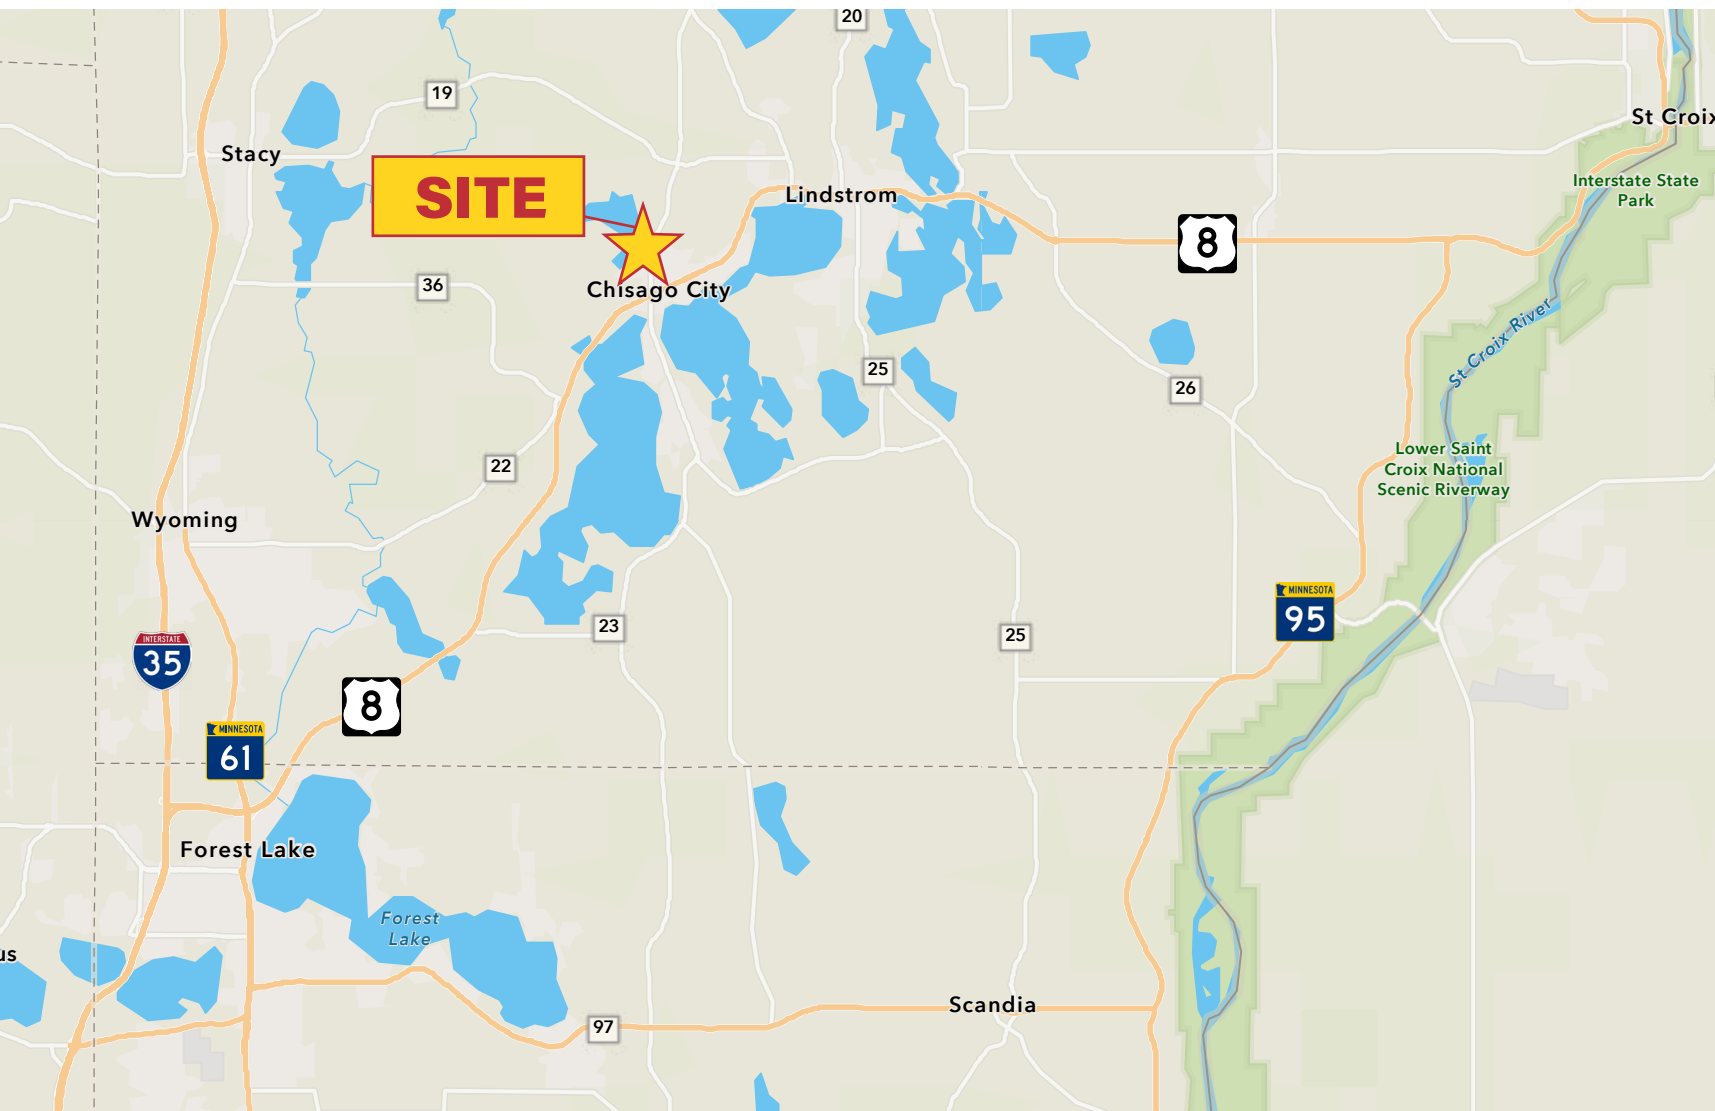 20
19
St Croix
Stacy
SITE
Lindstrom
Interstate State
Park
8
36
Chisago City
St Croix River
25
26
Lower Saint
Croix National
Scenic Riverway
22
Wyoming
MINNESOTA
95
23
25
INTERSTATE
35
8
MINNESOTA
61
Forest Lake
Forest
Lake
us
Scandia
97